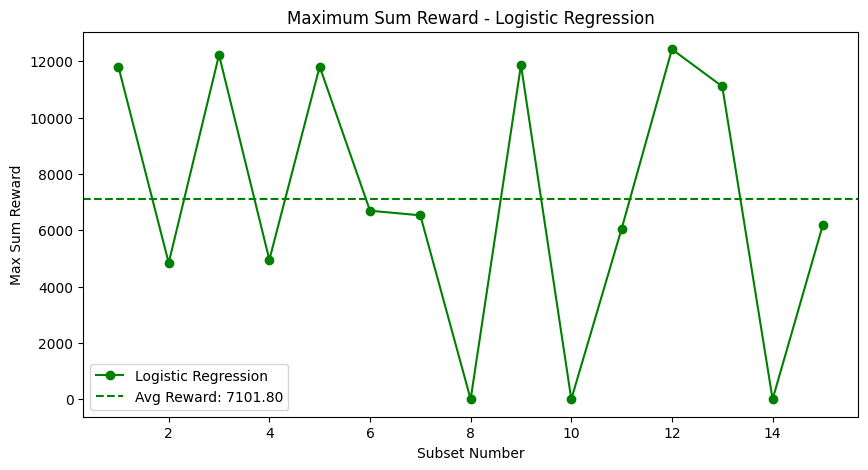 Maximum Sum Reward - Logistic Regression
Max Sum Reward
12000
10000
8000
6000
4000
2000
0
Logistic Regression
Avg Reward: 7101.80
2 4 6 8 10 12 14
Subset Number